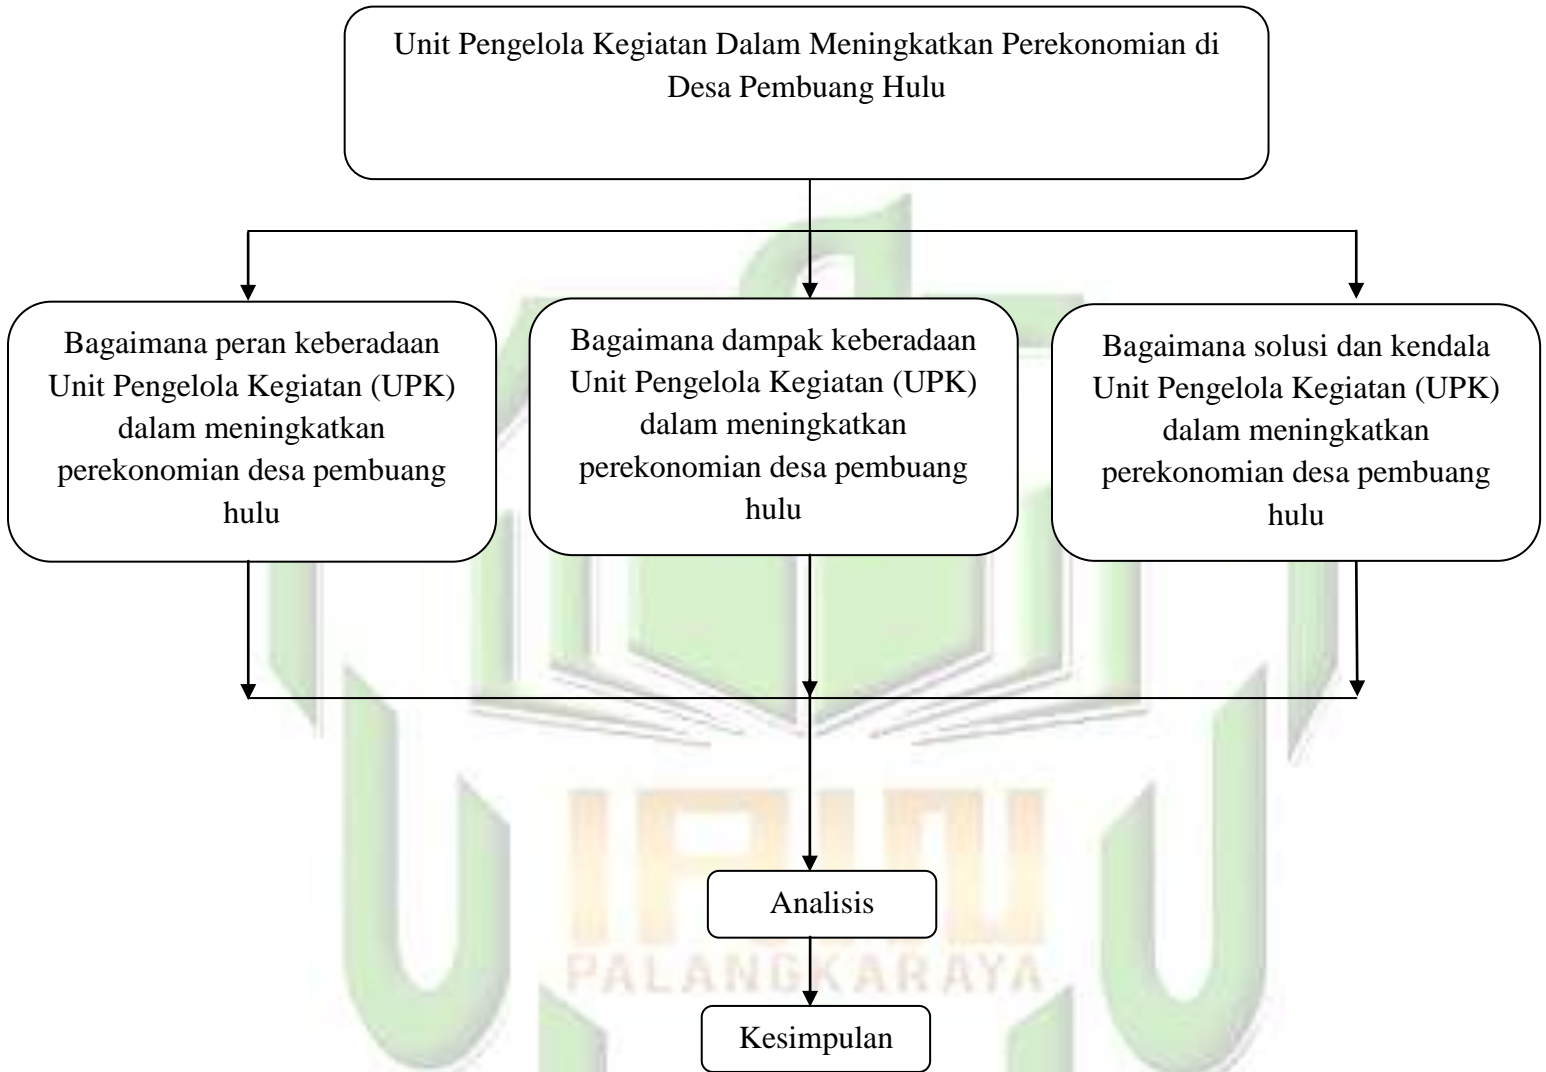 Unit Pengelola Kegiatan Dalam Meningkatkan Perekonomian di
Desa Pembuang Hulu
Bagaimana peran keberadaan
Unit Pengelola Kegiatan (UPK)
dalam meningkatkan
perekonomian desa pembuang
hulu
Bagaimana dampak keberadaan
Unit Pengelola Kegiatan (UPK)
dalam meningkatkan
perekonomian desa pembuang
hulu
Bagaimana solusi dan kendala
Unit Pengelola Kegiatan (UPK)
dalam meningkatkan
perekonomian desa pembuang
hulu
Analisis
PALANGKARAYA
Kesimpulan